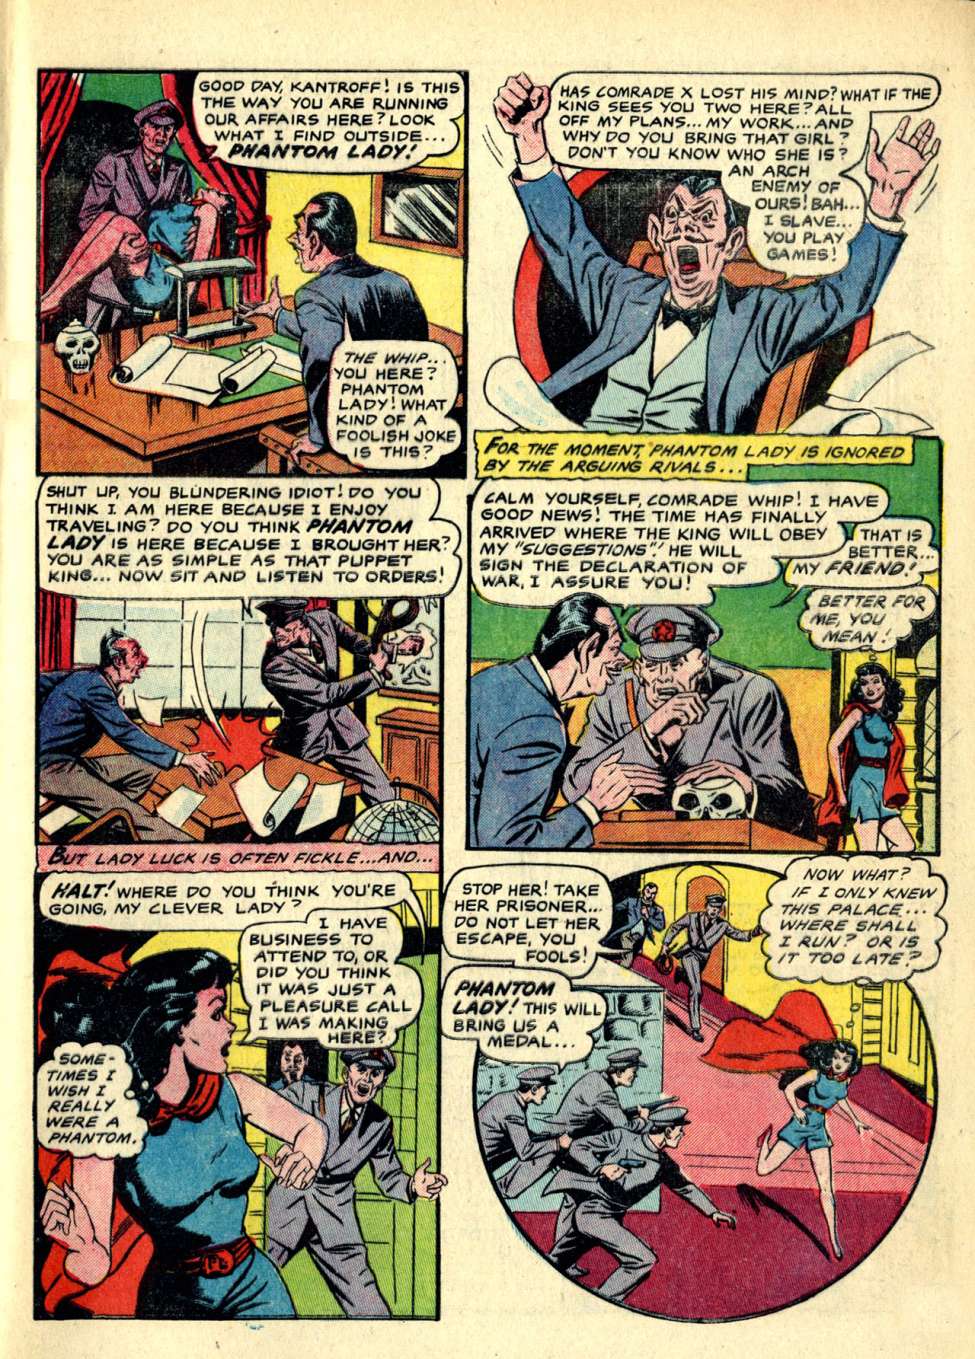 GOOD DAY, KANTROFF! IS THIS
THE WAY YOU ARE RUNNING
OUR AFFAIRS HERE? LOOK
WHAT I FIND OUTSIDE...
PHANTOM LADY!
THE WHIP...
YOU HERE?
PHANTOM
LADY! WHAT
KIND OF A
FOOLISH JOKE
IS THIS?
HAS COMRADE X LOST HIS MIND? WHAT IF THE
KING SEES YOU TWO HERE? ALL
OFF MY PLANS... MY WORK... AND
WHY DO YOU BRING THAT GIRL?
DON'T YOU KNOW WHO SHE IS?
AN ARCH
ENEMY OF
OURS! BAH...
I SLAVE...
YOU PLAY
GAMES!
SHUT UP, YOU BLUNDERING IDIOT! DO YOU
THINK I AM HERE BECAUSE I ENJOY
TRAVELING? DO YOU THINK PHANTOM
LADY IS HERE BECAUSE I BROUGHT HER?
YOU ARE AS SIMPLE AS THAT PUPPET
KING... NOW SIT AND LISTEN TO ORDERS!
FOR THE MOMENT, PHANTOM LADY IS IGNORED
BY THE ARGUING RIVALS...
CALM YOURSELF, COMRADE WHIP! I HAVE
GOOD NEWS! THE TIME HAS FINALLY
ARRIVED WHERE THE KING WILL OBEY
MY "SUGGESTIONS". HE WILL
SIGN THE DECLARATION OF
WAR, I ASSURE YOU!
THAT IS
BETTER...
MY FRIEND!
BETTER FOR
ME, YOU
MEAN!
BUT LADY LUCK IS OFTEN FICKLE...AND...
HALT! WHERE DO YOU THINK YOU'RE
GOING, MY CLEVER LADY?
I HAVE
BUSINESS TO
ATTEND TO, OR
DID YOU THINK
IT WAS JUST A
PLEASURE CALL
I WAS MAKING
HERE?
SOME-
TIMES I
WISH I
REALLY
WERE A
PHANTOM.
PL
STOP HER! TAKE
HER PRISONER...
DO NOT LET HER
ESCAPE, YOU
FOOLS!
PHANTOM
LADY! THIS WILL
BRING US A
MEDAL...
NOW WHAT?
IF I ONLY KNEW
THIS PALACE...
WHERE SHALL
I RUN? OR IS
IT TOO LATE?